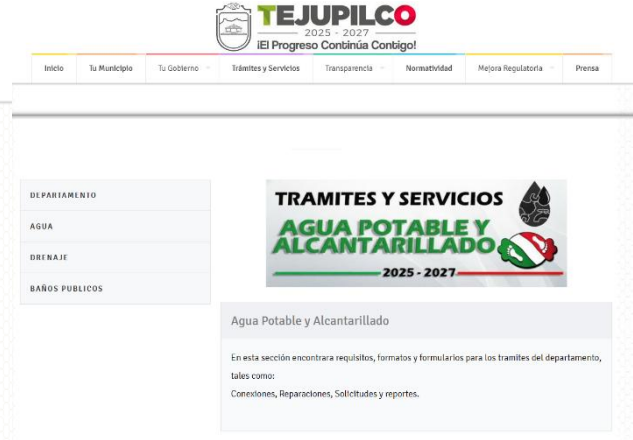 TEJUPILCO
2025 - 2027
¡El Progreso Continúa Contigo!
Inicio Tu Municipio Tu Gobierno Trámites y Servicios Transparencia Normatividad Mejora Regulatoria Prensa
DEPARTAMENTO
AGUA
DRENAJE
BAÑOS PUBLICOS
TRAMITES Y SERVICIOS
AGUA POTABLE Y
ALCANTARILLADO
2025 - 2027
Agua Potable y Alcantarillado
En esta sección encontrara requisitos, formatos y formularios para los tramites del departamento,
tales como:
Conexiones, Reparaciones, Solicitudes y reportes.